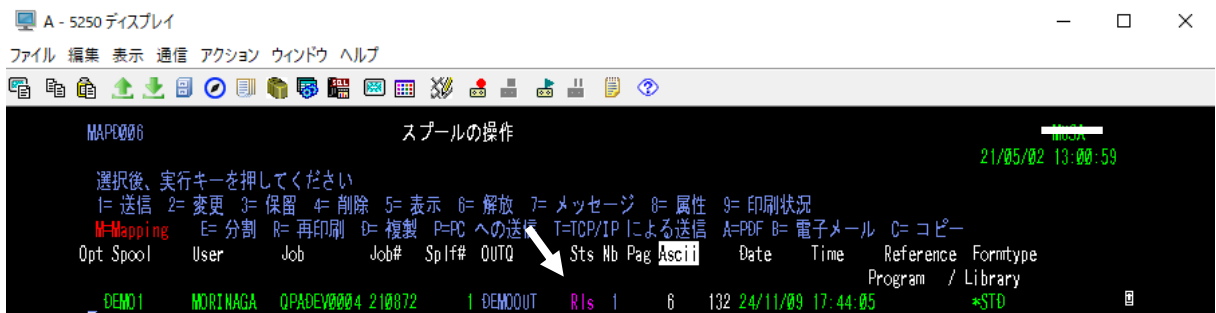 A - 5250 ディスプレイ
ファイル 編集 表示 通信 アクション ウィンドウ ヘルプ
MAPD006 スプールの操作
21/05/02 13:00:59
選択後、実行キーを押してください
1= 送信 2= 変更 3= 保留 4= 削除 5= 表示 6= 解放 7= メッセージ 8= 属性 9= 印刷状況
M=Mapping E= 分割 R= 再印刷 D= 複製 P=PC への送信 T=TCP/IP による送信 A=PDF B= 電子メール C= コピー
Opt Spool User Job Job# Splf# OUTQ Sts Nb Pag Ascii Date Time Reference Formtype
Program / Library
DEMO1 MORINAGA QPADEV0004 210872 1 DEMOOUT Rls 1 6 132 24/11/09 17:44:05 *STD